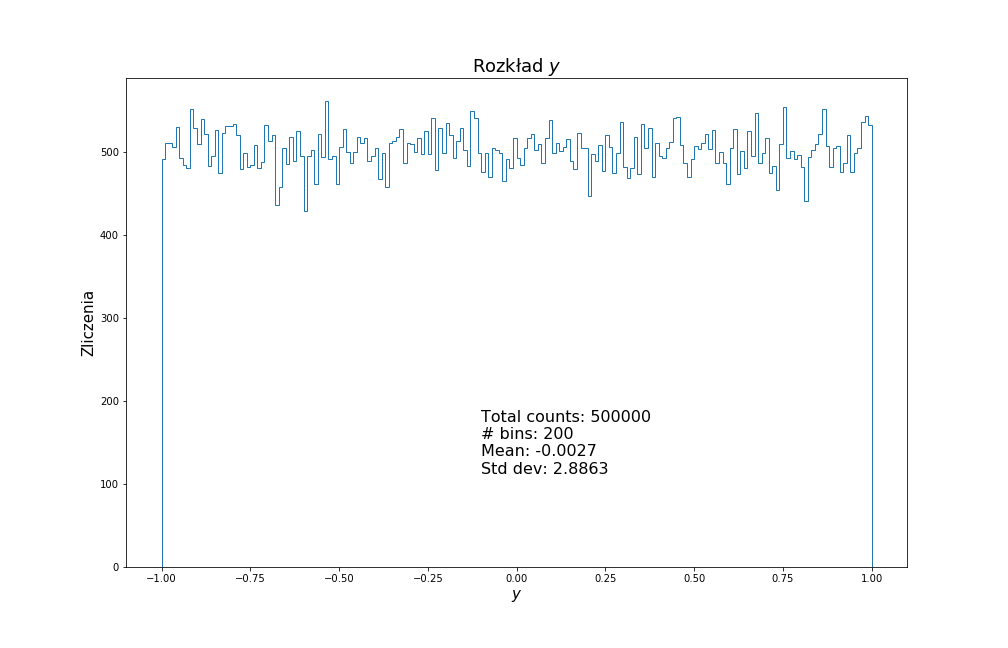 Rozkład y
Zliczenia
500
400
300
200
100
0
Total counts: 500000
# bins: 200
Mean: -0.0027
Std dev: 2.8863
−1.00 −0.75 −0.50 −0.25 0.00 0.25 0.50 0.75 1.00
y